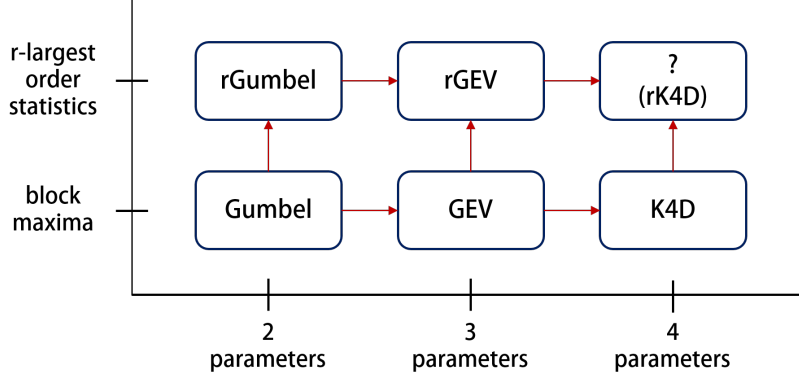 r-largest
order
statistics
rGumbel
rGEV
?
(rK4D)
block
maxima
Gumbel
GEV
K4D
2
parameters
3
parameters
4
parameters